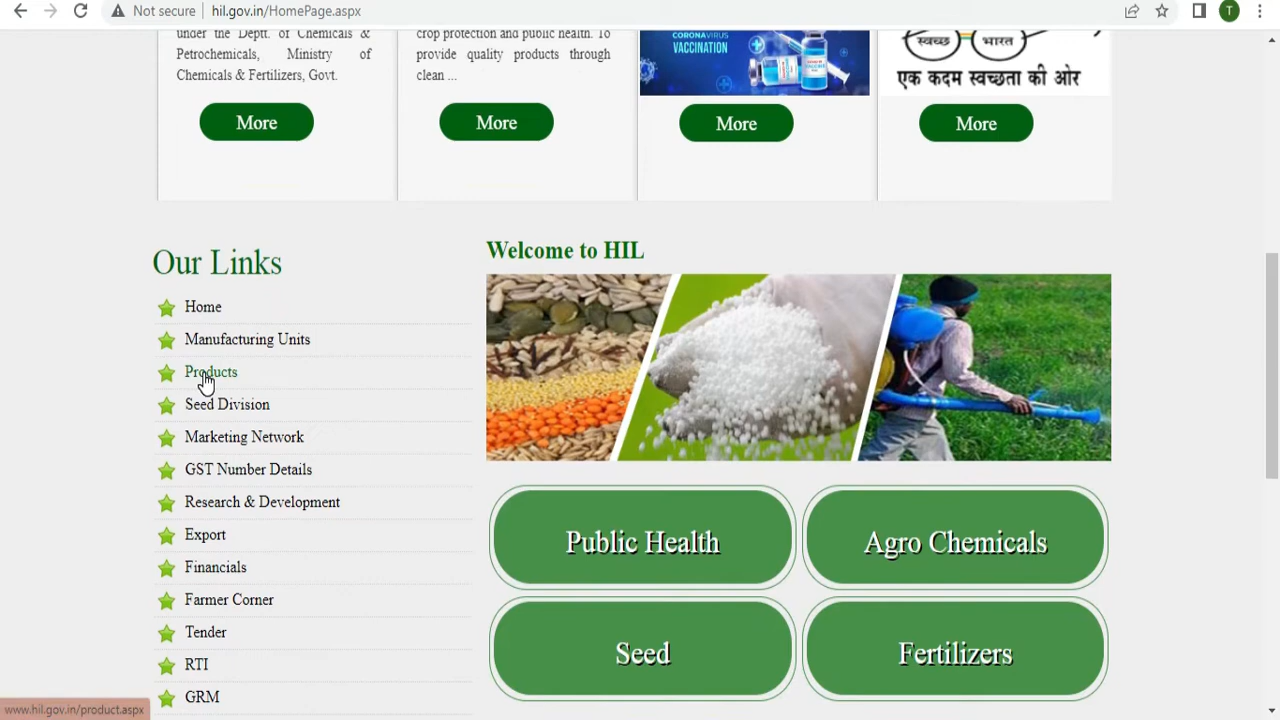 Not secure
hil.gov.in/HomePage.aspx
T
under the Deptt. of Chemicals &
Petrochemicals, Ministry of
Chemicals & Fertilizers, Govt.
More
crop protection and public health. To
provide quality products through
clean ...
More
CORONAVIRUS
VACCINATION
More
स्वच्छ भारत
एक कदम स्वच्छता की ओर
More
Our Links
Home
Manufacturing Units
Products
Seed Division
Marketing Network
GST Number Details
Research & Development
Export
Financials
Farmer Corner
Tender
RTI
GRM
Welcome to HIL
Public Health
Agro Chemicals
Seed
Fertilizers
www.hil.gov.in/product.aspx